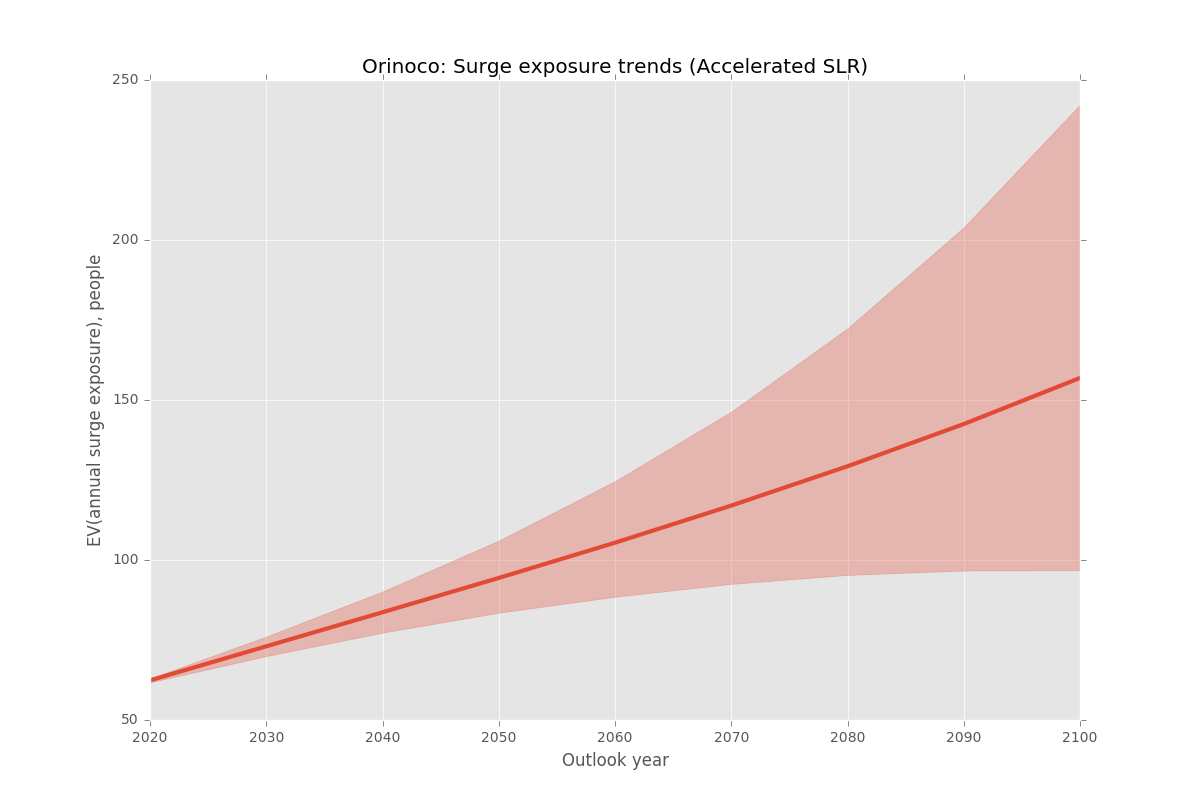 Orinoco: Surge exposure trends (Accelerated SLR)
250
200
150
100
50
EV(annual surge exposure), people
2020 2030 2040 2050 2060 2070 2080 2090 2100
Outlook year